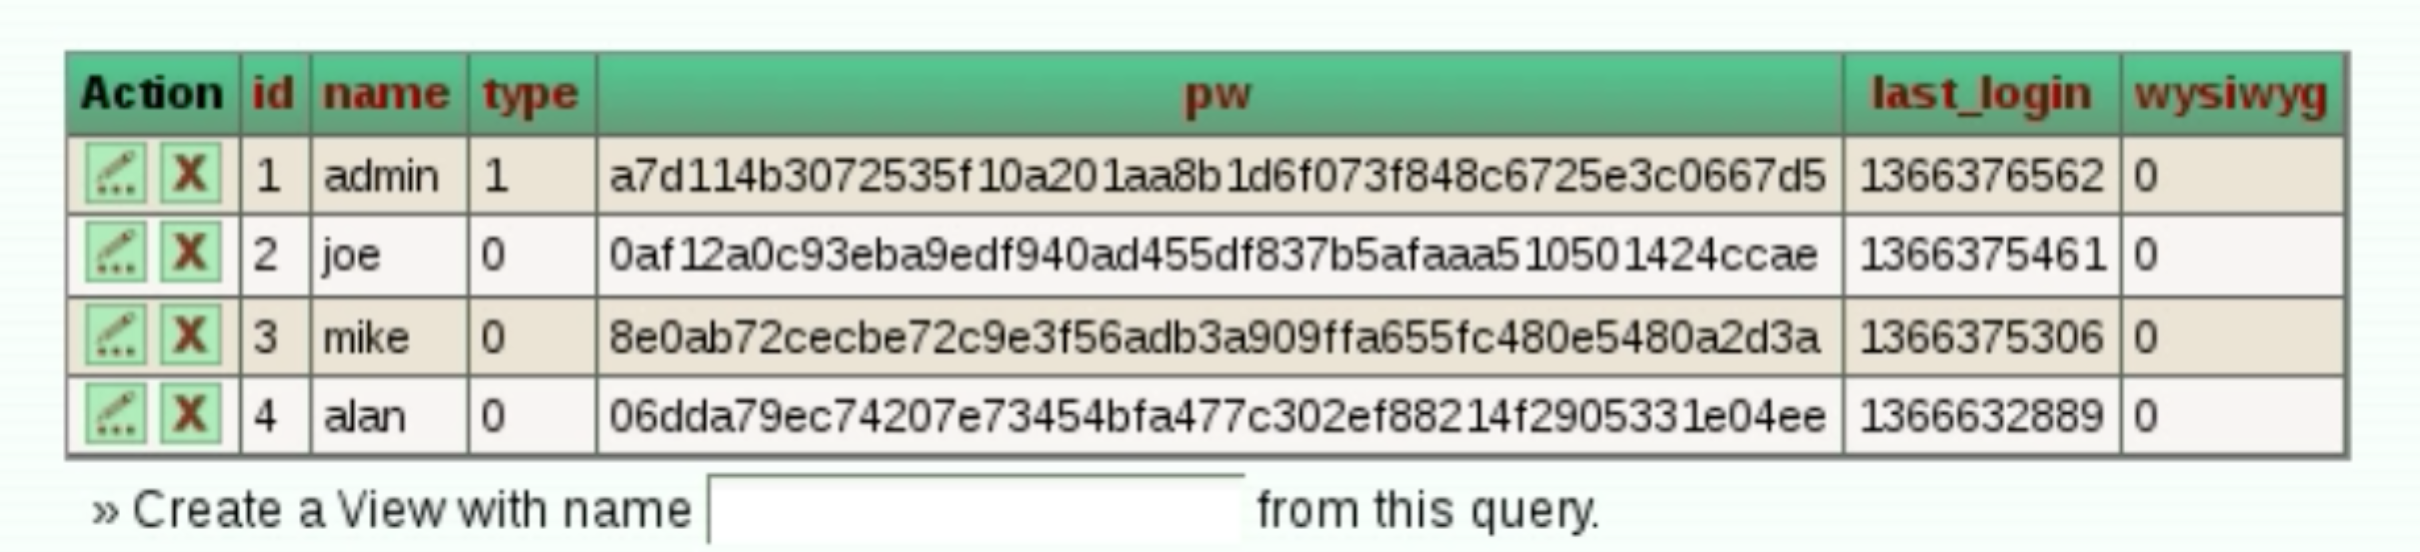 Action id name type pw last_login wysiwyg
X 1 admin 1 a7d114b3072535f10a201aa8b1d6f073f848c6725e3c0667d5 1366376562 0
X 2 joe 0 0af12a0c93eba9edf940ad455df837b5afaaa510501424ccae 1366375461 0
X 3 mike 0 8e0ab72cecbe72c9e3f56adb3a909ffa655fc480e5480a2d3a 1366375306 0
X 4 alan 0 06dda79ec74207e73454bfa477c302ef88214f2905331e04ee 1366632889 0
» Create a View with name from this query.